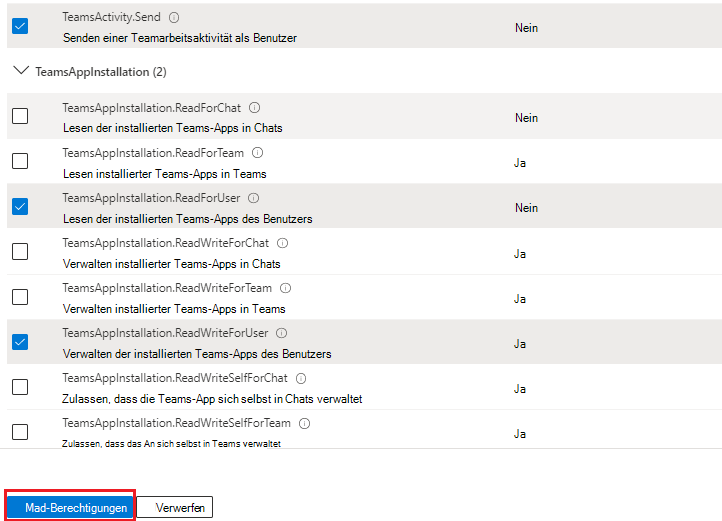 TeamsActivity.Send
Senden einer Teamarbeitsaktivität als Benutzer
Nein
TeamsAppInstallation (2)
TeamsAppInstallation.ReadForChat
Lesen der installierten Teams-Apps in Chats
Nein
TeamsAppInstallation.ReadForTeam
Lesen installierter Teams-Apps in Teams
Ja
TeamsAppInstallation.ReadForUser
Lesen der installierten Teams-Apps des Benutzers
Nein
TeamsAppInstallation.ReadWriteForChat
Verwalten installierter Teams-Apps in Chats
Ja
TeamsAppInstallation.ReadWriteForTeam
Verwalten installierter Teams-Apps in Teams
Ja
TeamsAppInstallation.ReadWriteForUser
Verwalten der installierten Teams-Apps des Benutzers
Ja
TeamsAppInstallation.ReadWriteSelfForChat
Zulassen, dass die Teams-App sich selbst in Chats verwaltet
Ja
TeamsAppInstallation.ReadWriteSelfForTeam
Zulassen, dass das An sich selbst in Teams verwaltet
Ja
Mad-Berechtigungen
Verwerfen